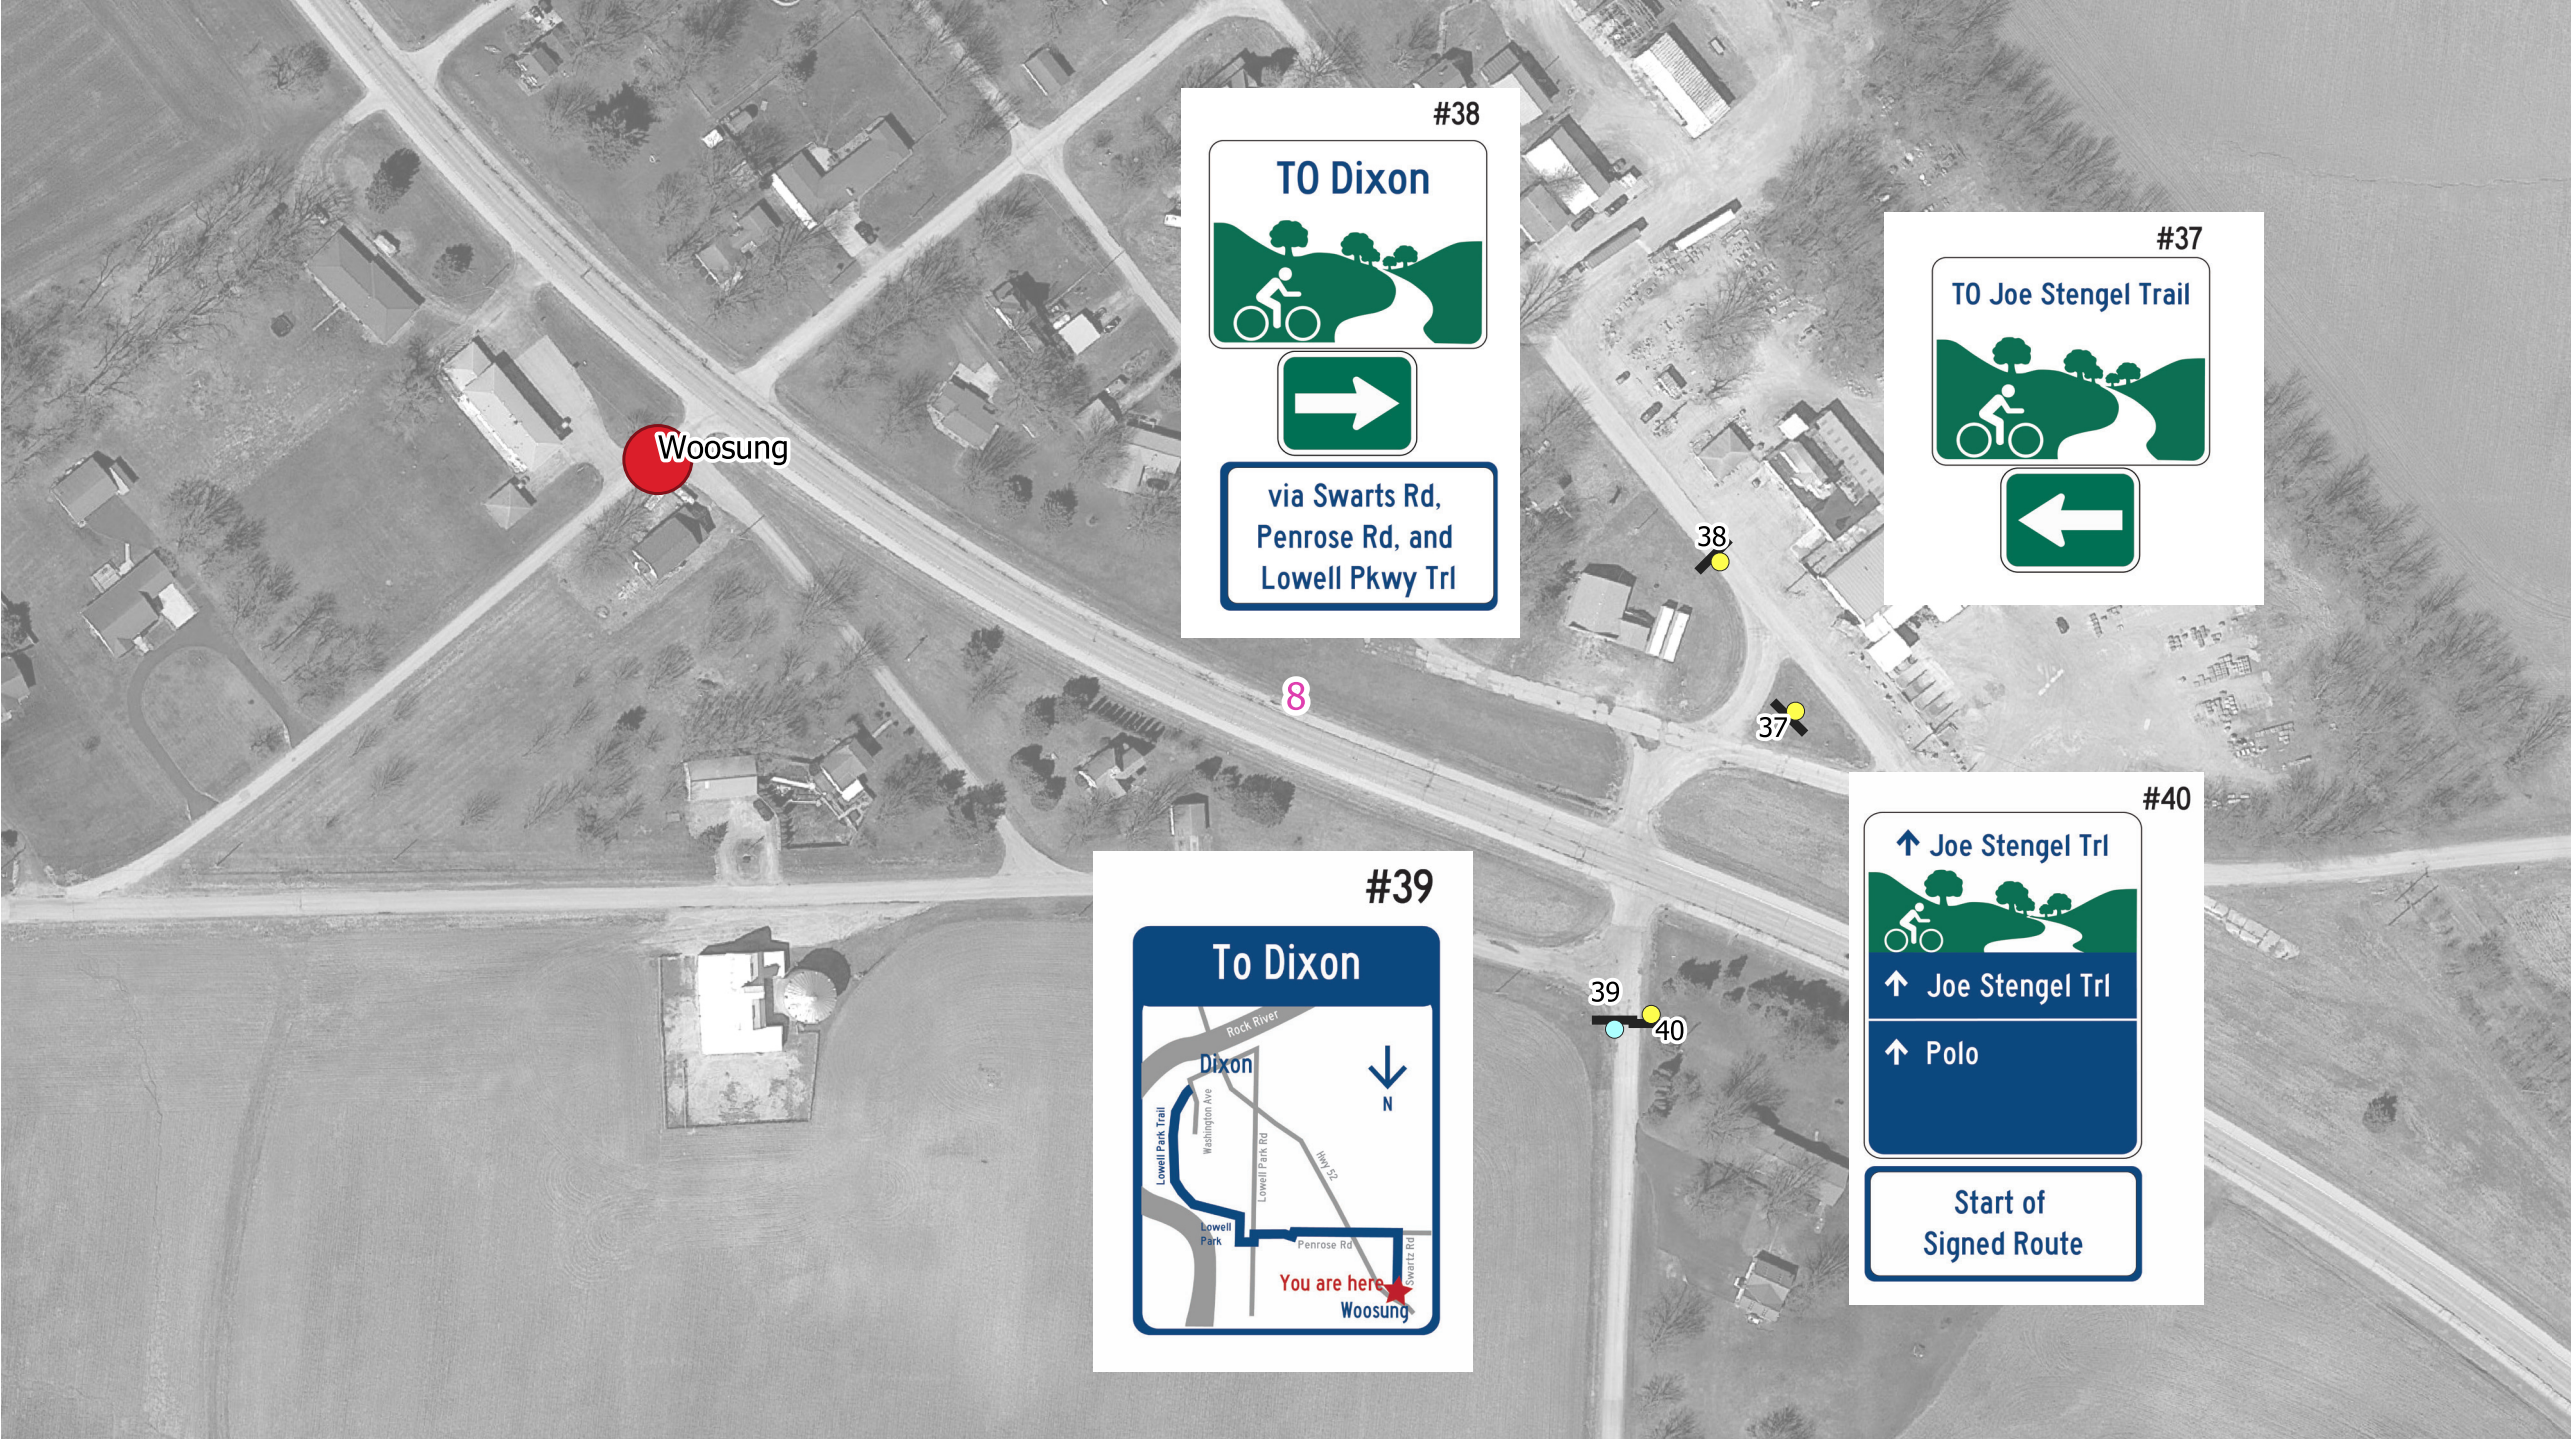 #38
TO Dixon
via Swarts Rd,
Penrose Rd, and
Lowell Pkwy Trl
#37
TO Joe Stengel Trail
Woosung
38
37
8
#40
Joe Stengel Trl
Joe Stengel Trl
Polo
Start of
Signed Route
#39
To Dixon
Rock River
Dixon
N
Washington Ave
Lowell Park Trail
Lowell Park Rd
Hwy 52
Lowell
Park
Penrose Rd
Swartz Rd
You are here
Woosung
39
40